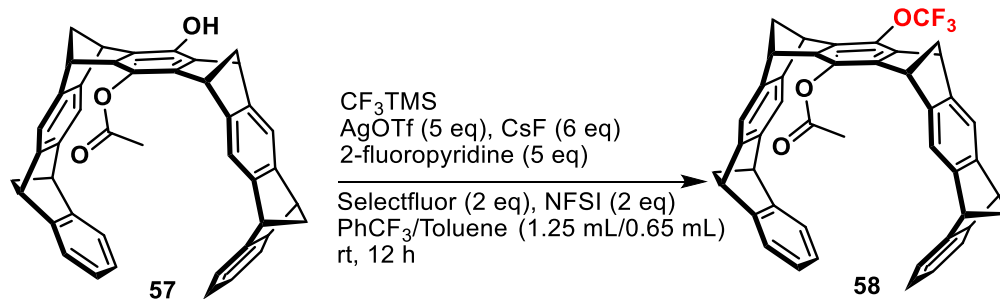 OH
O
O
57
CF3TMS
AgOTf (5 eq), CsF (6 eq)
2-fluoropyridine (5 eq)
Selectfluor (2 eq), NFSI (2 eq)
PhCF3/Toluene (1.25 mL/0.65 mL)
rt, 12 h
OCF3
O
O
58